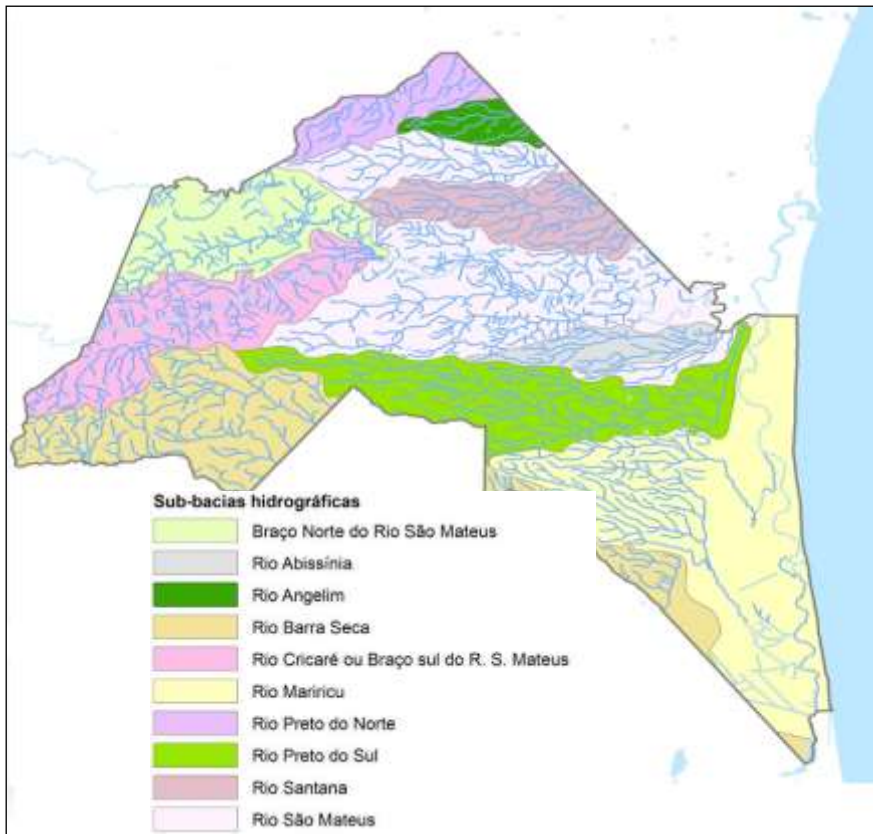 Sub-bacias hidrográficas
Braço Norte do Rio São Mateus
Rio Abissínia
Rio Angelim
Rio Barra Seca
Rio Cricaré ou Braço sul do R. S. Mateus
Rio Mariricu
Rio Preto do Norte
Rio Preto do Sul
Rio Santana
Rio São Mateus